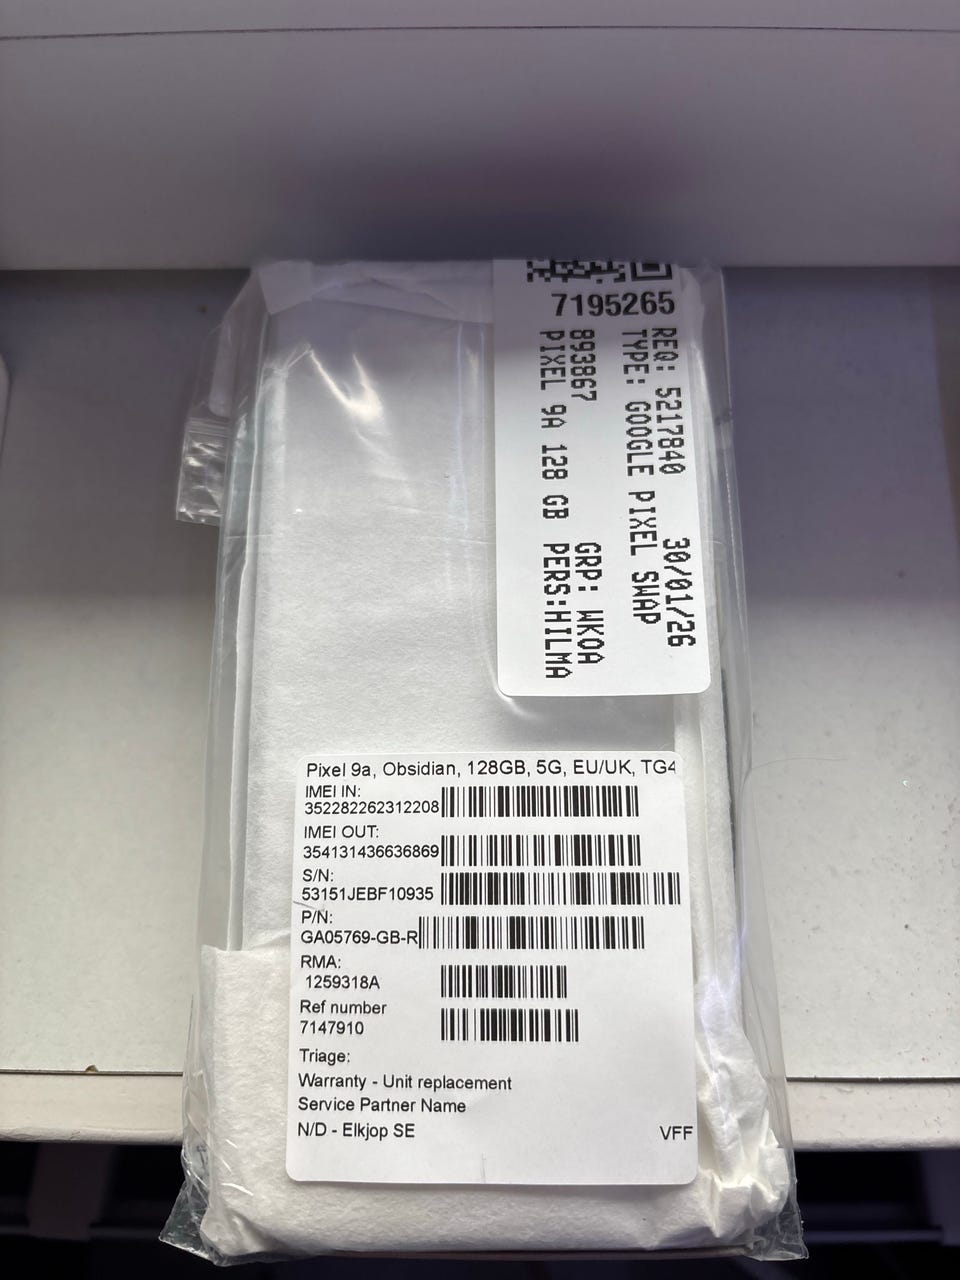 7195265
REQ: 5217840 30/01/26
TYPE: GOOGLE PIXEL SWAP
893867 GRP: WKOA
PIXEL 9A 128 GB PERS:HILMA
Pixel 9a, Obsidian, 128GB, 5G, EU/UK, TG4
IMEI IN:
352282262312208
IMEI OUT:
354131436636869
S/N:
53151JEBF10935
P/N:
GA05769-GB-R
RMA:
1259318A
Ref number
7147910
Triage:
Warranty - Unit replacement
Service Partner Name
N/D - Elkjop SE VFF